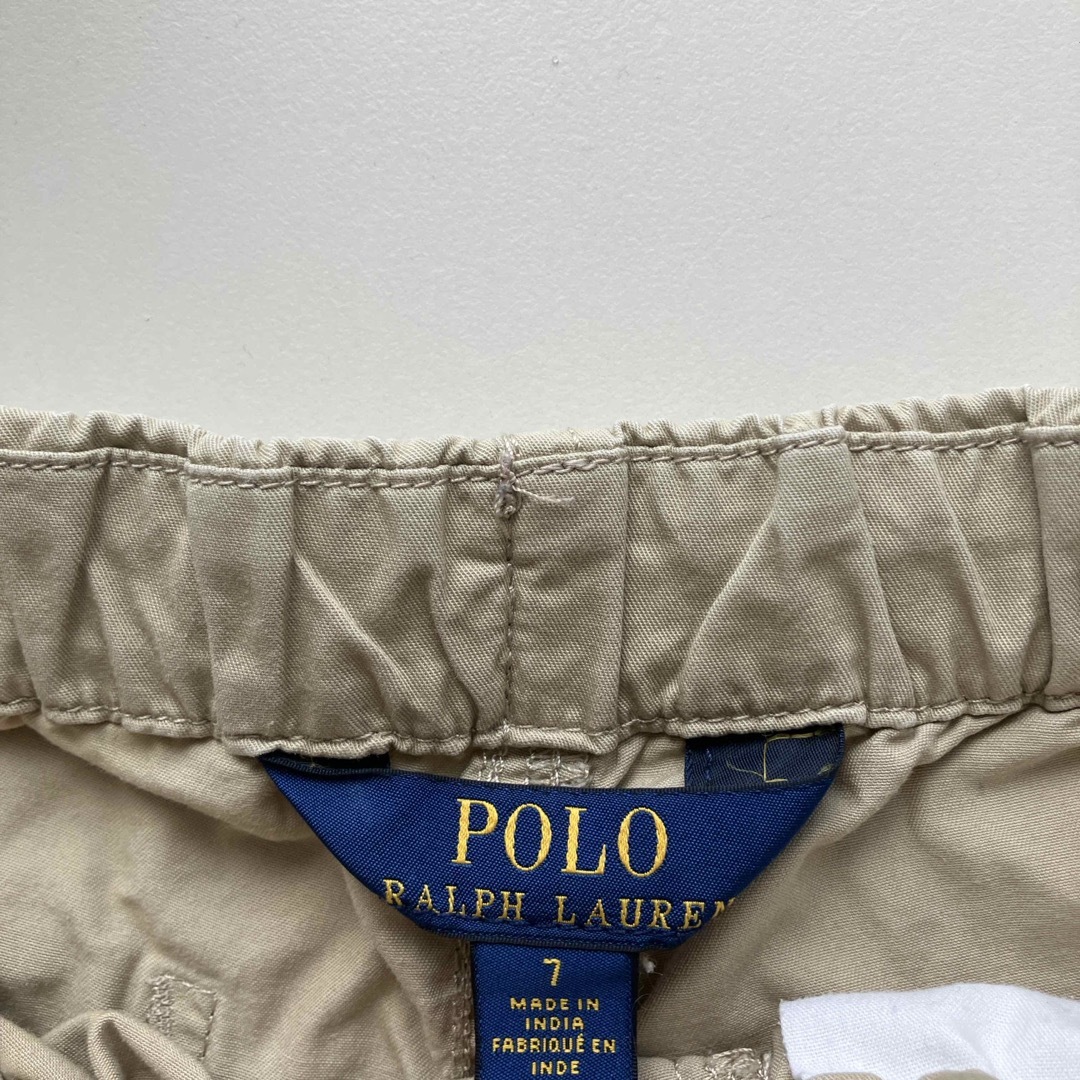 POLO
RALPH LAUREN
7
MADE IN
INDIA
FABRIQUÉ EN
INDE